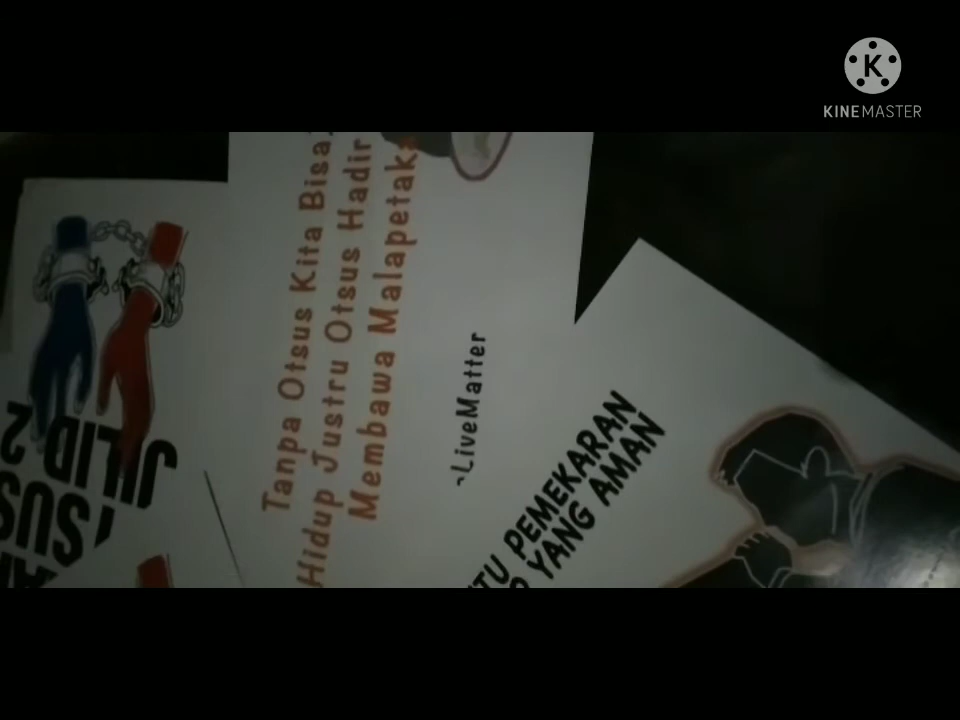 KINEMASTER
Tanpa Otsus Kita Bisa
Hidup Justru Otsus Hadir
Membawa Malapetaka
~LiveMatter
PEMEKARAN
YANG AMAN
JILID 2